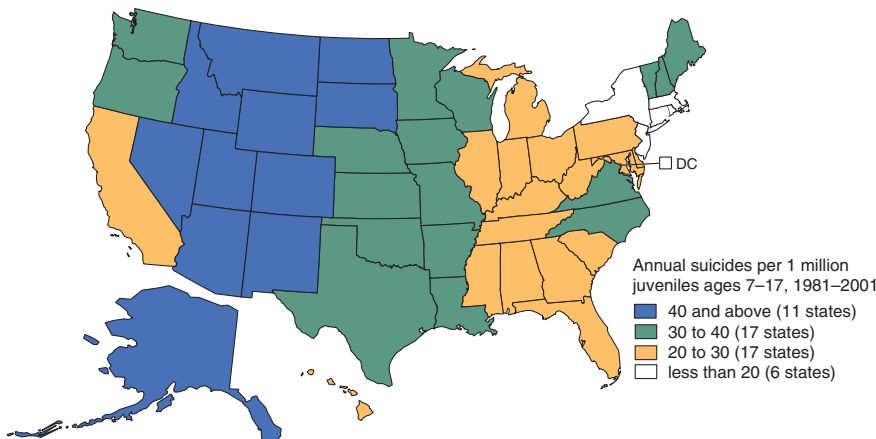 DC
Annual suicides per 1 million
juveniles ages 7–17, 1981–2001
40 and above (11 states)
30 to 40 (17 states)
20 to 30 (17 states)
less than 20 (6 states)